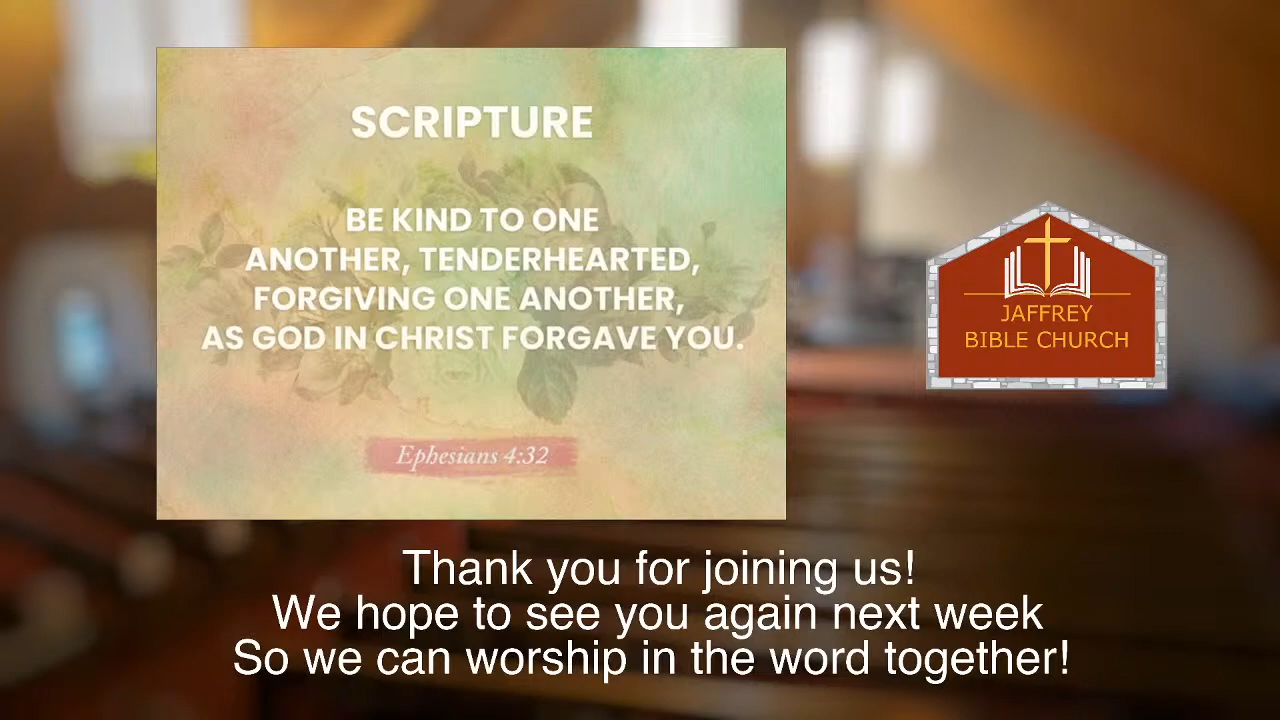 SCRIPTURE
BE KIND TO ONE
ANOTHER, TENDERHEARTED,
FORGIVING ONE ANOTHER,
AS GOD IN CHRIST FORGAVE YOU.
Ephesians 4:32
JAFFREY
BIBLE CHURCH
Thank you for joining us!
We hope to see you again next week
So we can worship in the word together!